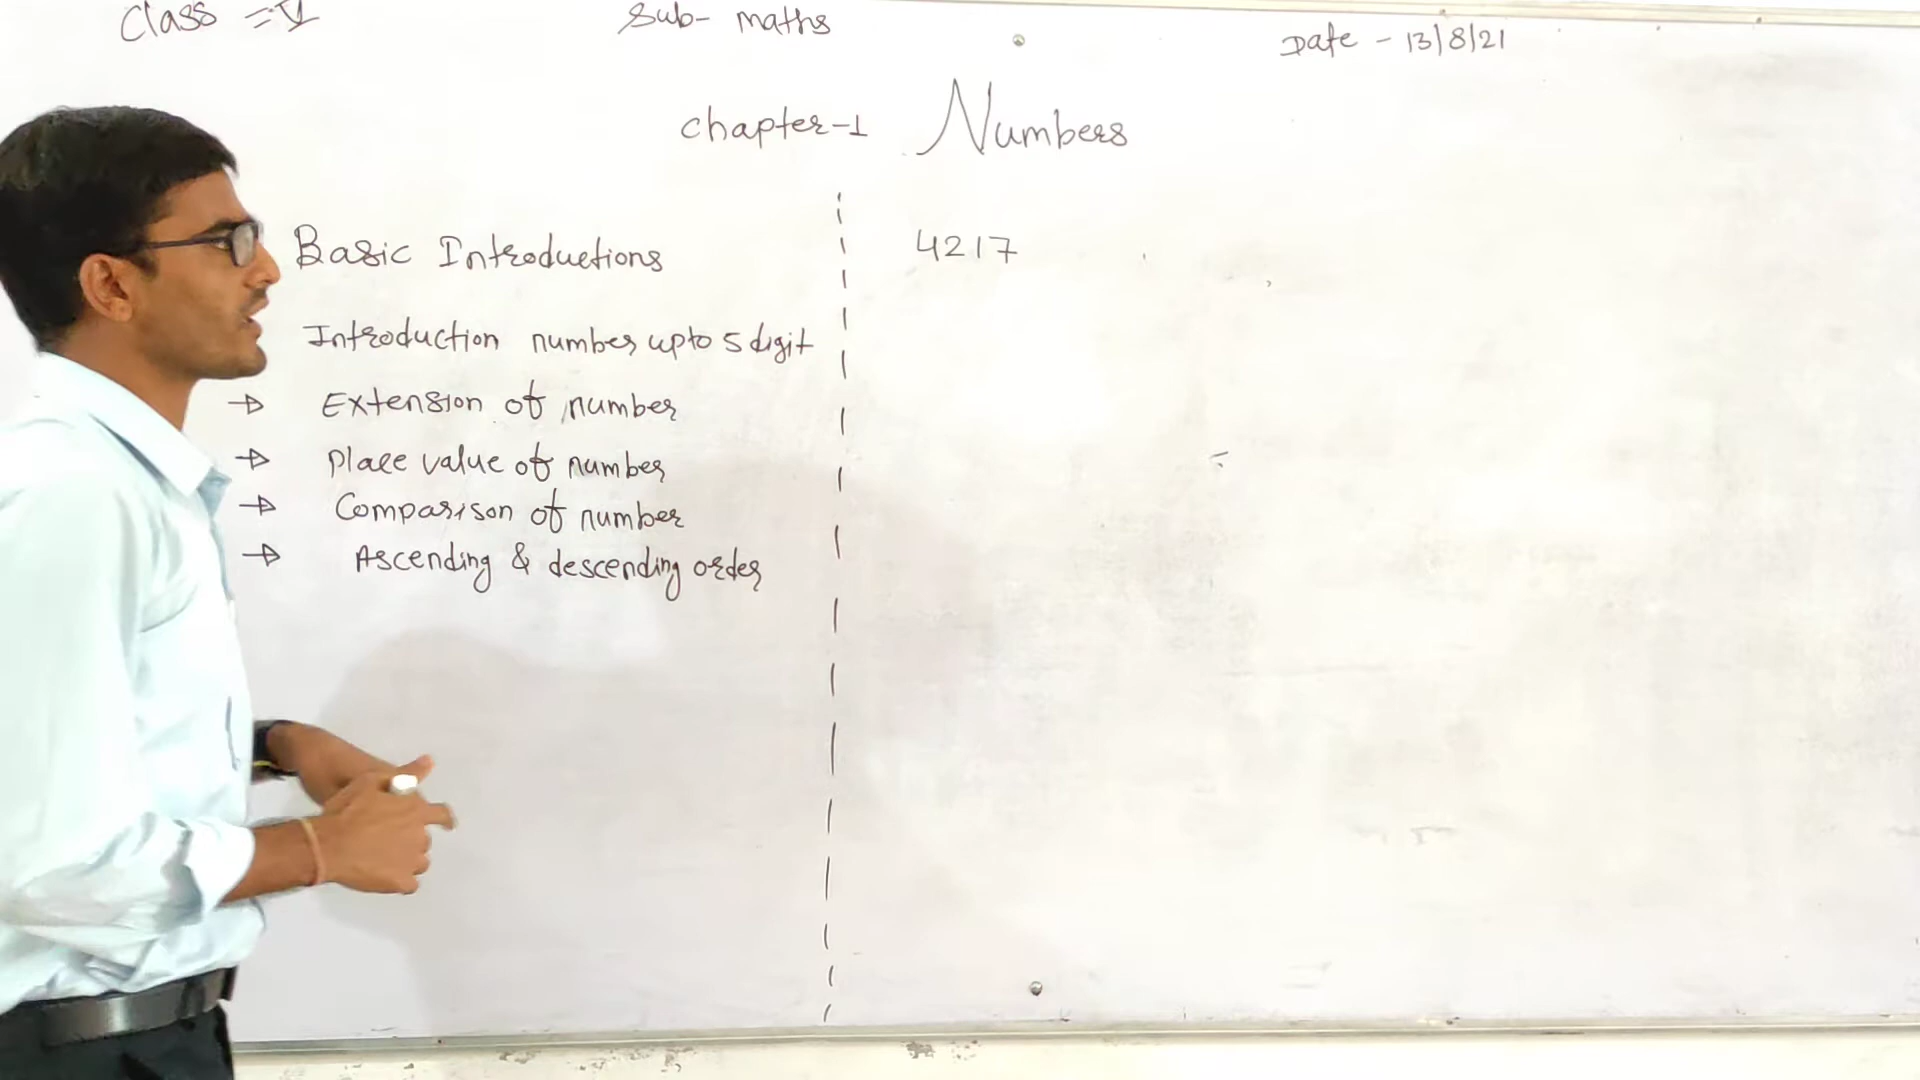 Class = V
Sub- maths
Date - 13/8/21
chapter-1 Numbers
Basic Introductions
Introduction number upto 5 digit
→ Extension of number
→ place value of number
→ Comparison of number
→ Ascending & descending order
4217